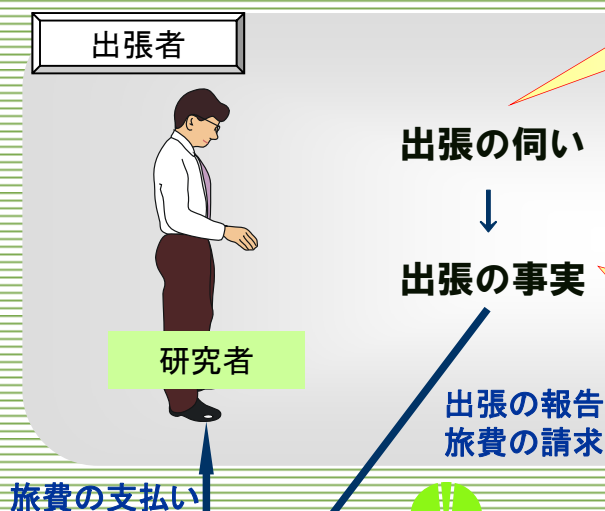 出張者
出張の伺い
↓
出張の事実
研究者
出張の報告
旅費の請求
旅費の支払い